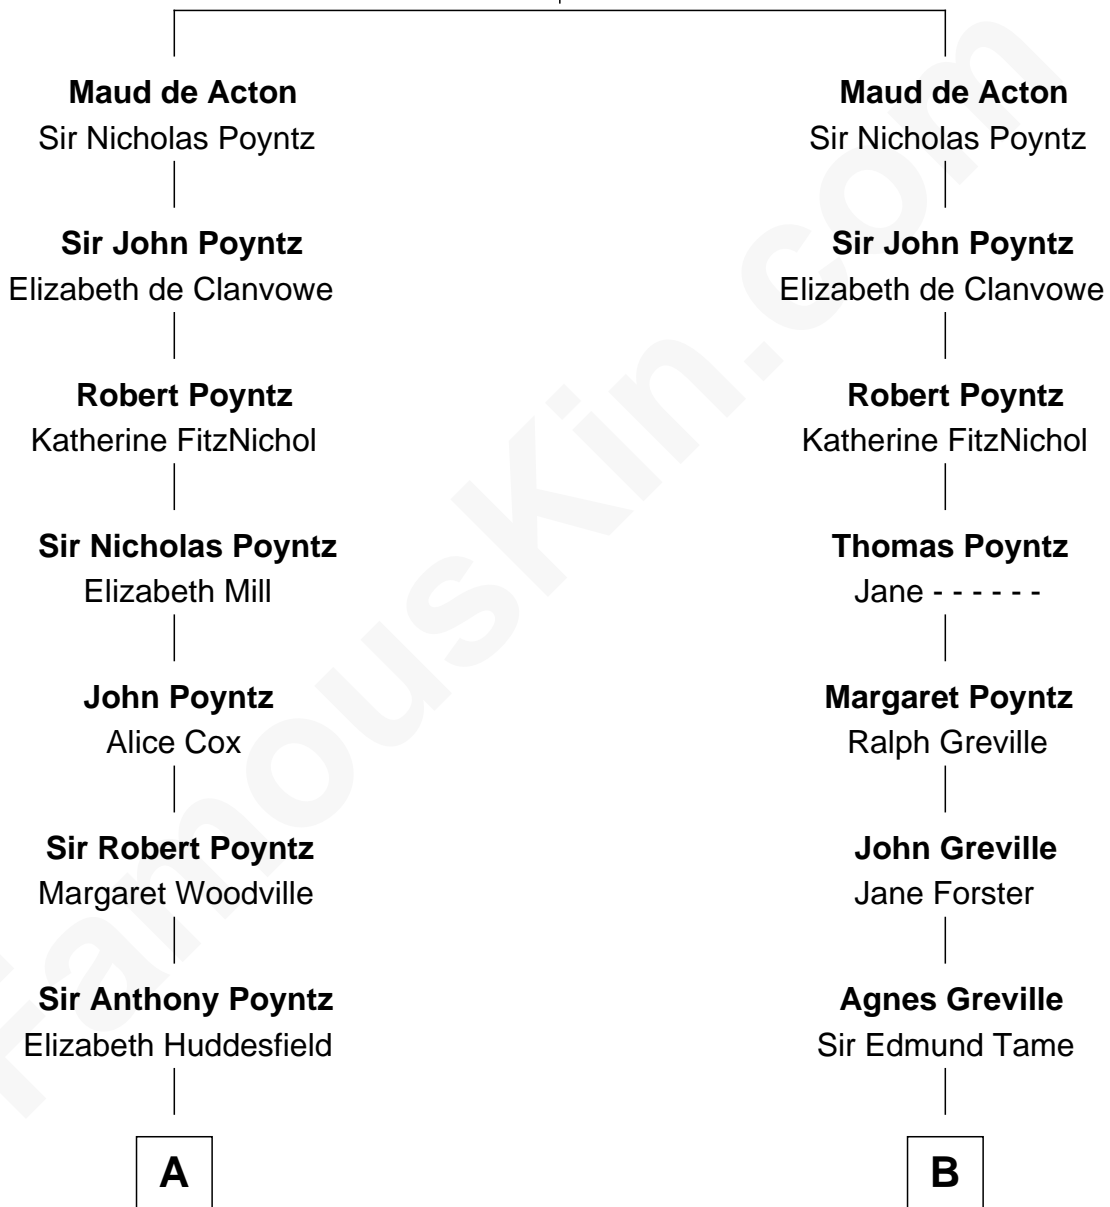 Maud de Acton
Sir Nicholas Poyntz
Sir John Poyntz
Elizabeth de Clanvowe
Robert Poyntz
Katherine FitzNichol
Sir Nicholas Poyntz
Elizabeth Mill
John Poyntz
Alice Cox
Sir Robert Poyntz
Margaret Woodville
Sir Anthony Poyntz
Elizabeth Huddesfield
A
Maud de Acton
Sir Nicholas Poyntz
Sir John Poyntz
Elizabeth de Clanvowe
Robert Poyntz
Katherine FitzNichol
Thomas Poyntz
Jane - - - - - -
Margaret Poyntz
Ralph Greville
John Greville
Jane Forster
Agnes Greville
Sir Edmund Tame
B
FamousKin.com